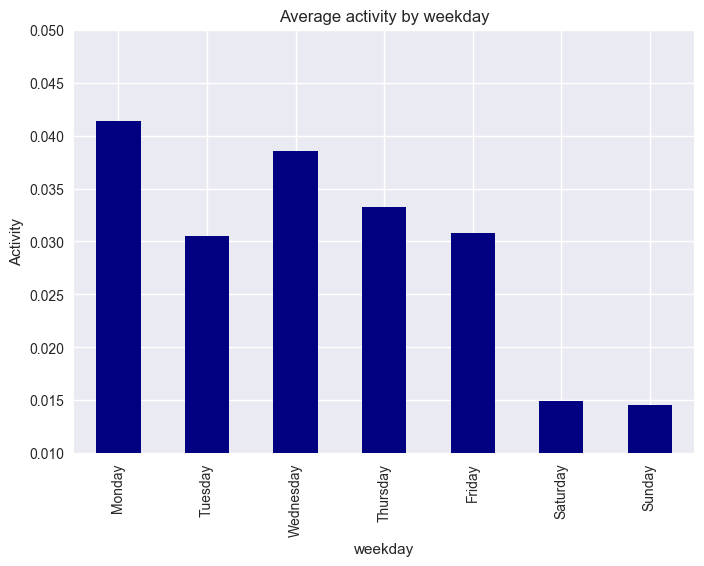 Average activity by weekday
0.050
0.045
0.040
0.035
0.030
0.025
0.020
0.015
0.010
Activity
Monday
Tuesday
Wednesday
Thursday
Friday
Saturday
Sunday
weekday